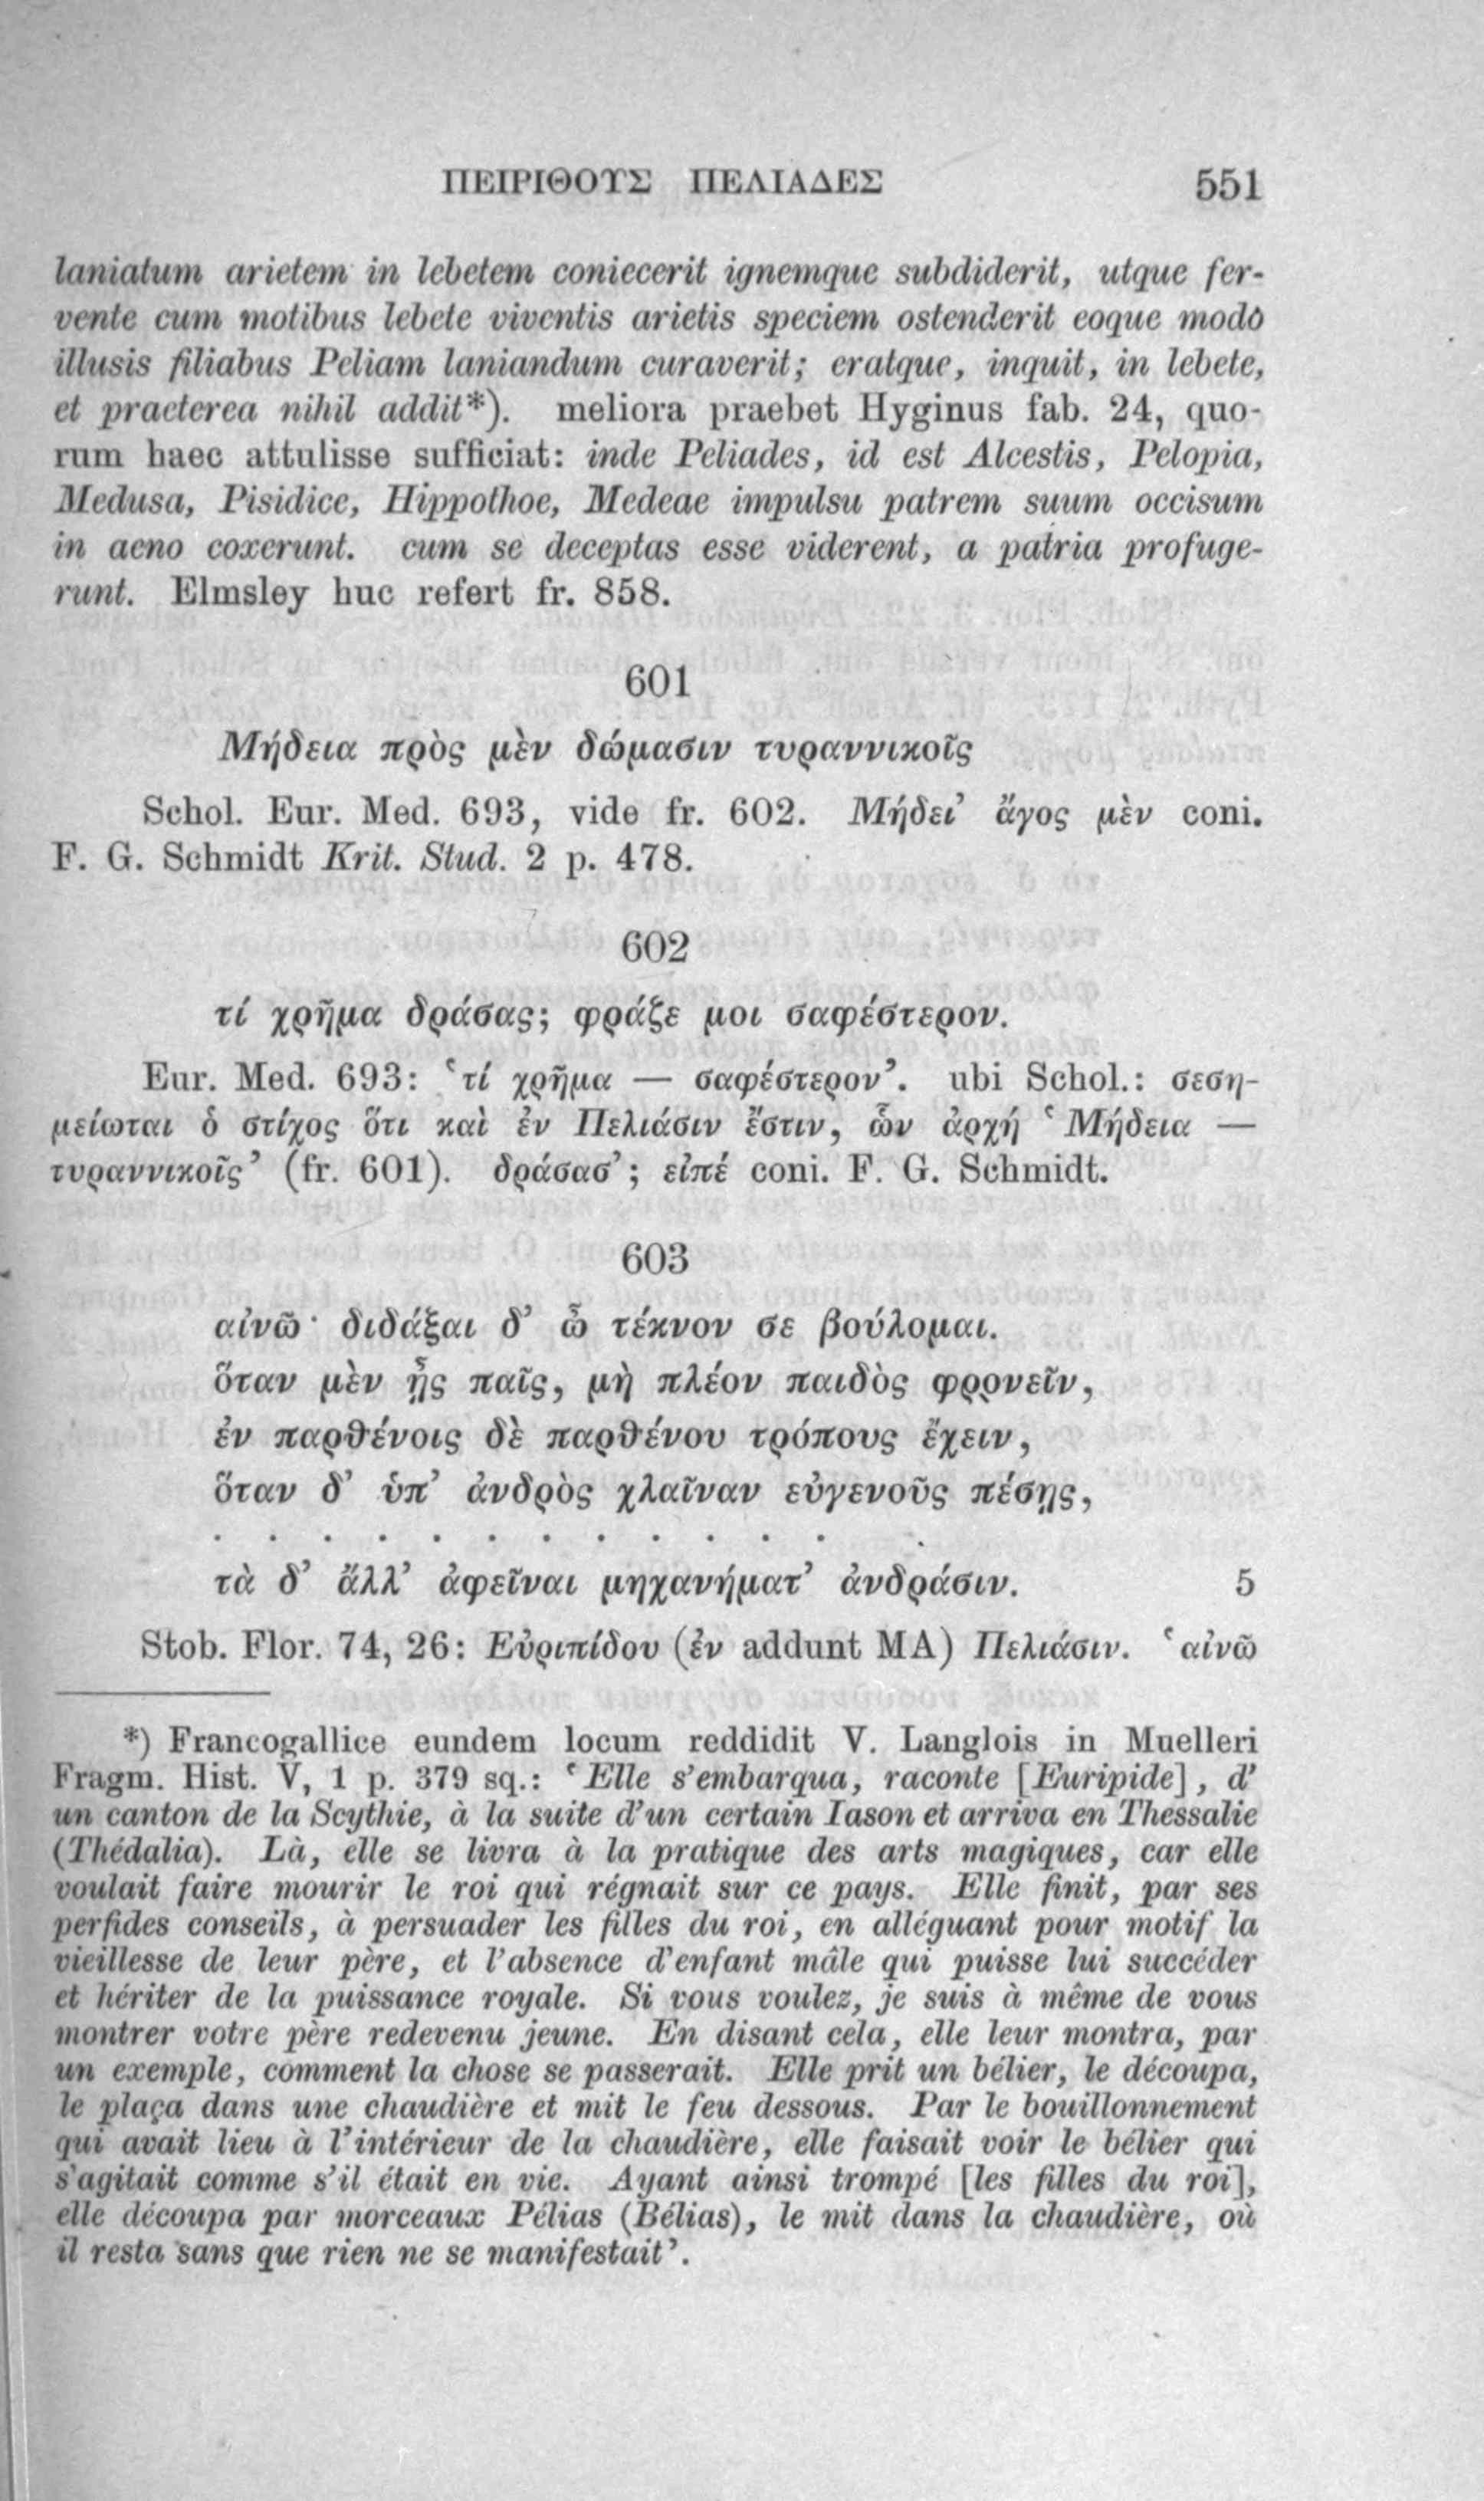 ΠΕΙΡΙΘΟΥΣ ΠΕΛΙΑΔΕΣ 551
laniatum arietem in lebetem coniecerit ignemque subdiderit, utque fer-
vente cum motibus lebete viventis arietis speciem ostenderit eoque modo
illusis filiabus Peliam laniandum curaverit; eratque, inquit, in lebete,
et praeterea nihil addit*). meliora praebet Hyginus fab. 24, quo-
rum haec attulisse sufficiat: inde Peliades, id est Alcestis, Pelopia,
Medusa, Pisidice, Hippothoe, Medeae impulsu patrem suum occisum
in aeno coxerunt. cum se deceptas esse viderent, a patria profuge-
runt. Elmsley huc refert fr. 858.
601
Μήδεια πρὸς μὲν δώμασιν τυραννικοῖς
Schol. Eur. Med. 693, vide fr. 602. Μήδει’ ἄγος μὲν coni.
F. G. Schmidt Krit. Stud. 2 p. 478.
602
τί χρῆμα δράσας; φράζε μοι σαφέστερον.
Eur. Med. 693: ‘τί χρῆμα — σαφέστερον’. ubi Schol.: σεση-
μείωται ὁ στίχος ὅτι καὶ ἐν Πελιάσιν ἔστιν, ὧν ἀρχή ‘Μήδεια —
τυραννικοῖς’ (fr. 601). δράσασ’; εἰπέ coni. F. G. Schmidt.
603
αἰνῶ· διδάξαι δ’ ὦ τέκνον σε βούλομαι.
ὅταν μὲν ᾖς παῖς, μὴ πλέον παιδὸς φρονεῖν,
ἐν παρθένοις δὲ παρθένου τρόπους ἔχειν,
ὅταν δ’ ὑπ’ ἀνδρὸς χλαῖναν εὐγενοῦς πέσῃς,
. . . . . . . . . . . . . .
τὰ δ’ ἄλλ’ ἀφεῖναι μηχανήματ’ ἀνδράσιν. 5
Stob. Flor. 74, 26: Εὐριπίδου (ἐν addunt MA) Πελιάσιν. ‘αἰνῶ
*) Francogallice eundem locum reddidit V. Langlois in Muelleri
Fragm. Hist. V, 1 p. 379 sq.: ‘Elle s’embarqua, raconte [Euripide], d’
un canton de la Scythie, à la suite d’un certain Iason et arriva en Thessalie
(Thédalia). Là, elle se livra à la pratique des arts magiques, car elle
voulait faire mourir le roi qui régnait sur ce pays. Elle finit, par ses
perfides conseils, à persuader les filles du roi, en alléguant pour motif la
vieillesse de leur père, et l’absence d’enfant mâle qui puisse lui succéder
et hériter de la puissance royale. Si vous voulez, je suis à même de vous
montrer votre père redevenu jeune. En disant cela, elle leur montra, par
un exemple, comment la chose se passerait. Elle prit un bélier, le découpa,
le plaça dans une chaudière et mit le feu dessous. Par le bouillonnement
qui avait lieu à l’intérieur de la chaudière, elle faisait voir le bélier qui
s’agitait comme s’il était en vie. Ayant ainsi trompé [les filles du roi],
elle découpa par morceaux Pélias (Bélias), le mit dans la chaudière, où
il resta sans que rien ne se manifestait’.